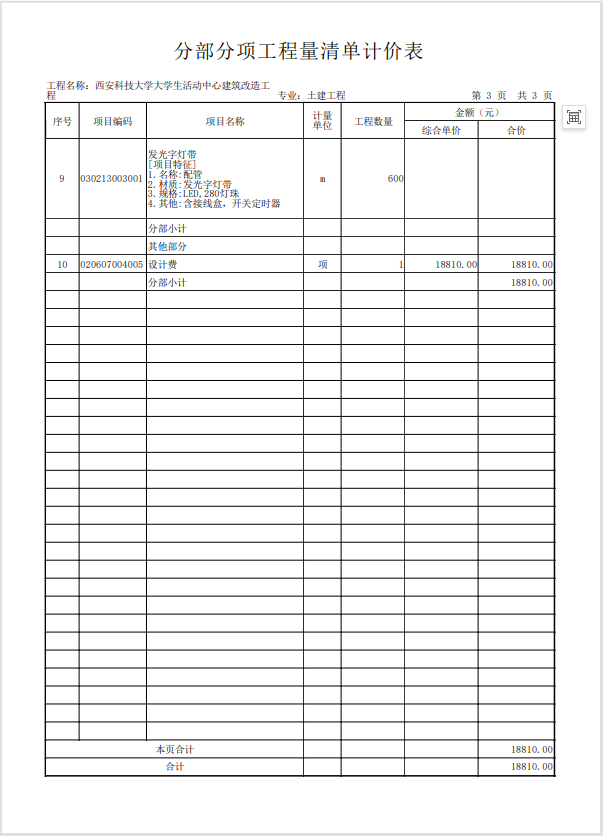 分部分项工程量清单计价表
工程名称：西安科技大学大学生活动中心建筑改造工
程
专业：土建工程
第 3 页 共 3 页
序号 项目编码 项目名称 计量
单位 工程数量 金额（元）
综合单价 合价
发光字灯带
[项目特征]
1.名称:配管
9 030213003001 2.材质:发光字灯带 m 600
3.规格:LED,280灯珠
4.其他:含接线盒，开关定时器
分部小计
其他部分
10 020607004005 设计费 项 1 18810.00 18810.00
分部小计 18810.00
本页合计 18810.00
合计 18810.00